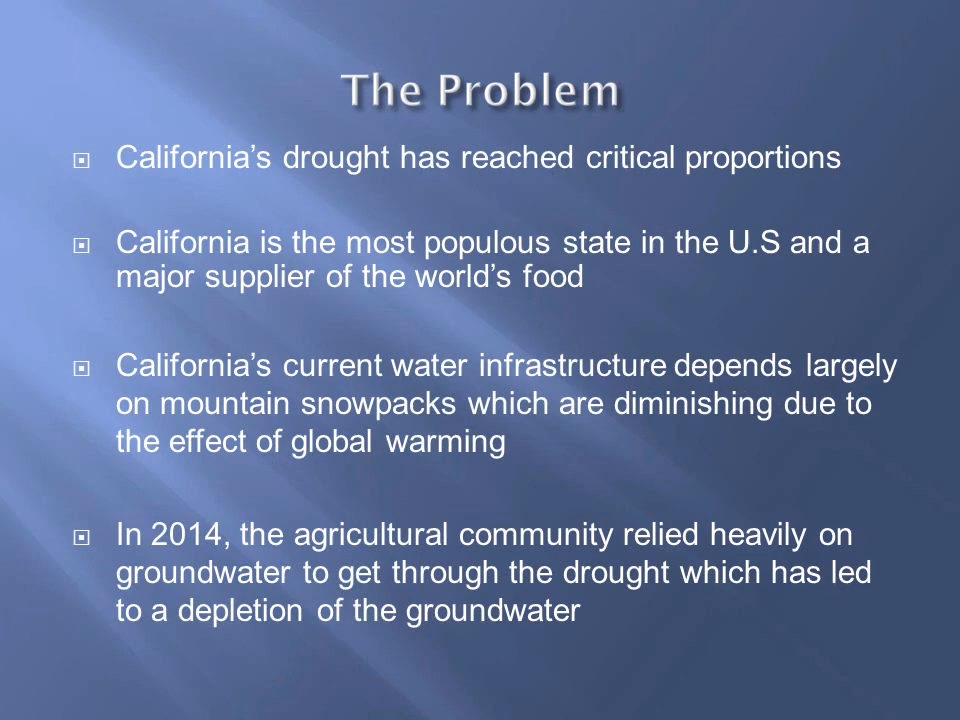 The Problem
California’s drought has reached critical proportions
California is the most populous state in the U.S and a
major supplier of the world’s food
California’s current water infrastructure depends largely
on mountain snowpacks which are diminishing due to
the effect of global warming
In 2014, the agricultural community relied heavily on
groundwater to get through the drought which has led
to a depletion of the groundwater